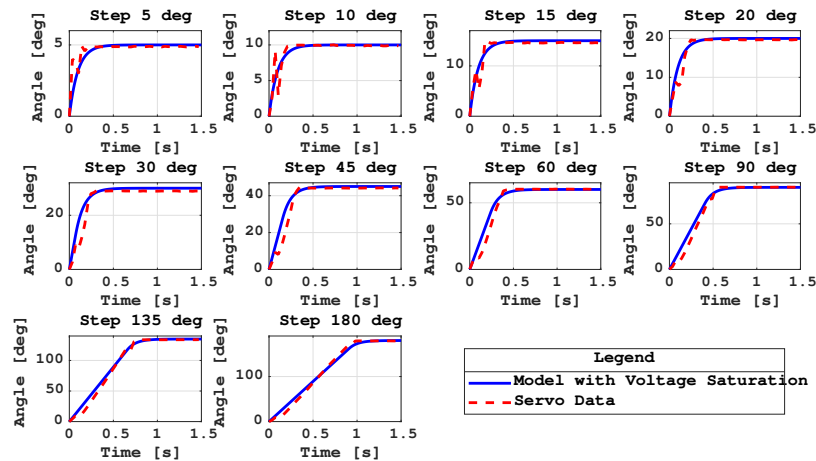 Step 5 deg
Angle [deg]
5
0
0 0.5 1 1.5
Time [s]
Step 10 deg
Angle [deg]
10
5
0
0 0.5 1 1.5
Time [s]
Step 15 deg
Angle [deg]
10
0
0 0.5 1 1.5
Time [s]
Step 20 deg
Angle [deg]
20
10
0
0 0.5 1 1.5
Time [s]
Step 30 deg
Angle [deg]
20
0
0 0.5 1 1.5
Time [s]
Step 45 deg
Angle [deg]
40
20
0
0 0.5 1 1.5
Time [s]
Step 60 deg
Angle [deg]
50
0
0 0.5 1 1.5
Time [s]
Step 90 deg
Angle [deg]
50
0
0 0.5 1 1.5
Time [s]
Step 135 deg
Angle [deg]
100
50
0
0 0.5 1 1.5
Time [s]
Step 180 deg
Angle [deg]
100
0
0 0.5 1 1.5
Time [s]
Legend
Model with Voltage Saturation
Servo Data